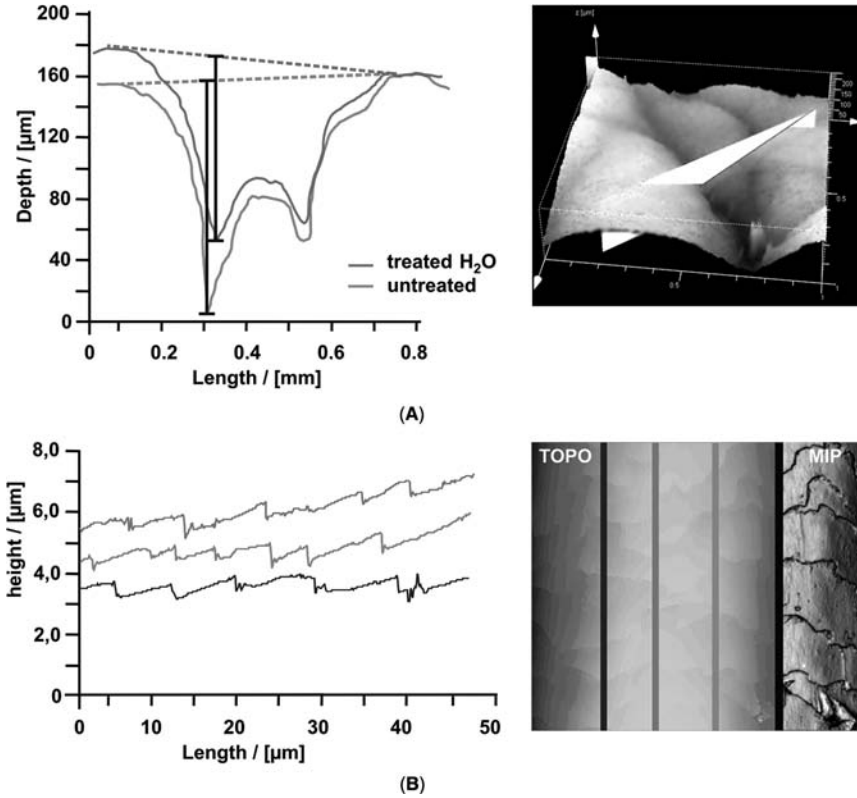 200
160
120
80
40
0
Depth / [µm]
treated H₂O
untreated
0 0.2 0.4 0.6 0.8
Length / [mm]
z [µm]
200
150
100
50
0.5
0.5
1
(A)
8,0
6,0
4,0
2,0
0
height / [µm]
0 10 20 30 40 50
Length / [µm]
TOPO MIP
(B)